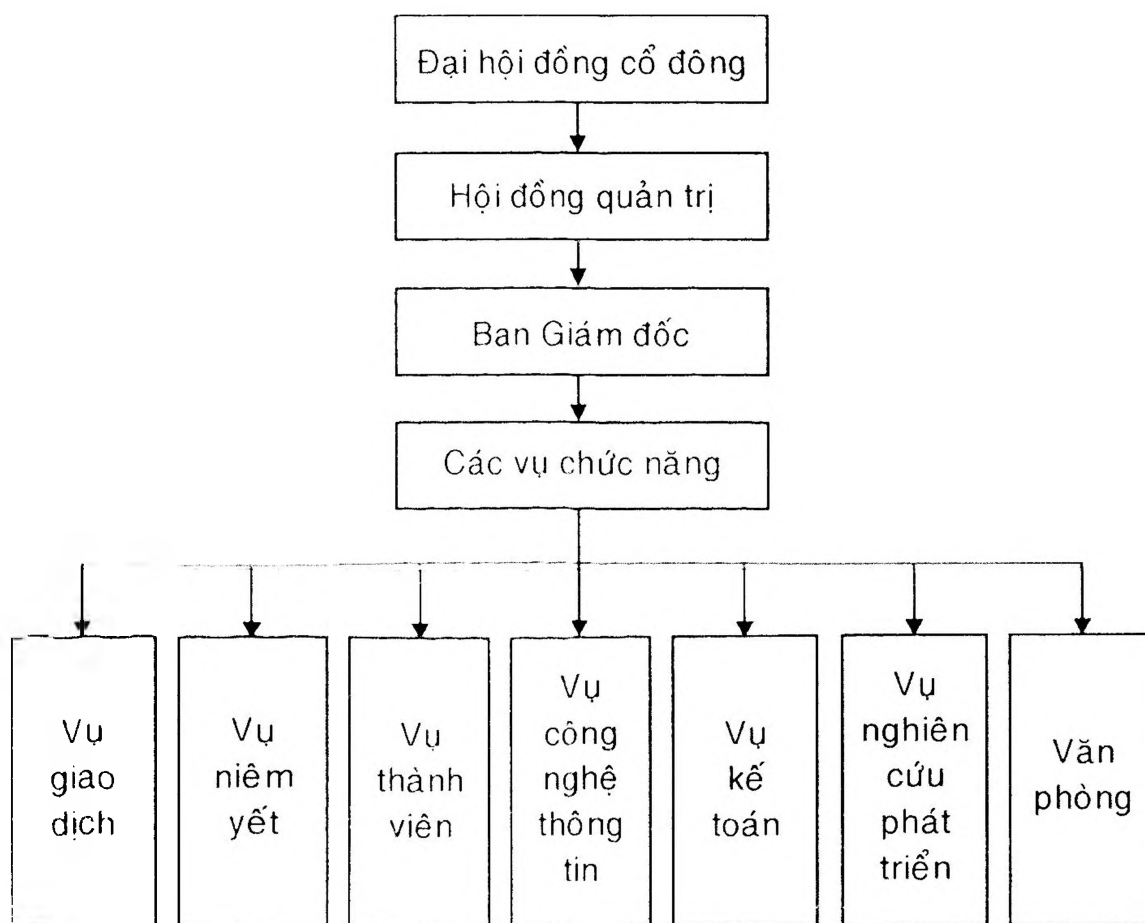 Đại hội đồng cổ đông
Hội đồng quản trị
Ban Giám đốc
Các vụ chức năng
Vụ
giao
dịch
Vụ
niêm
yết
Vụ
thành
viên
Vụ
công
nghệ
thông
tin
Vụ
kế
toán
Vụ
nghiên
cứu
phát
triển
Văn
phòng